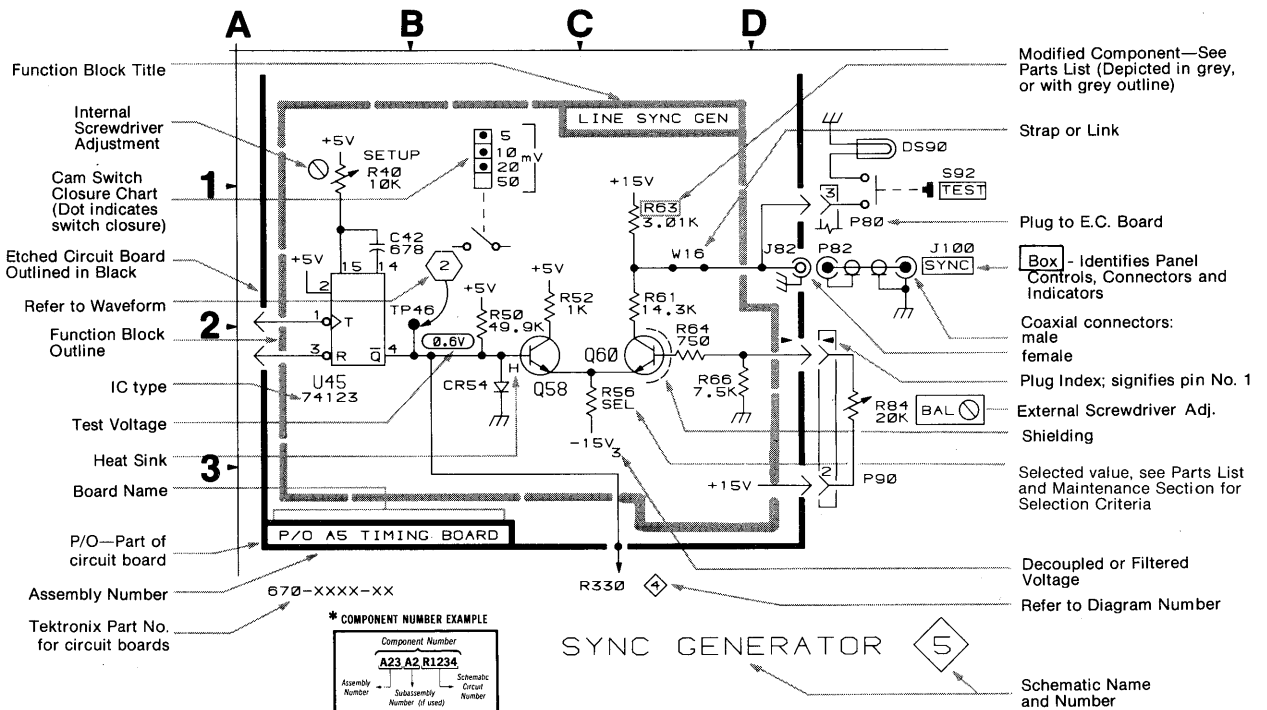 A
B
C
D
Function Block Title
Internal
Screwdriver
Adjustment
Cam Switch
Closure Chart
(Dot indicates
switch closure)
1
Etched Circuit Board
Outlined in Black
Refer to Waveform
2
Function Block
Outline
IC type
Test Voltage
Heat Sink
3
Board Name
P/O—Part of
circuit board
Assembly Number
Tektronix Part No.
for circuit boards
LINE SYNC GEN
+5V
SETUP
R40
10K
5
10
20
50
mV
C42
678
+5V
15
14
2
1
T
3
R
Q̅
4
U45
74123
2
TP46
0.6V
+5V
R50
49.9K
CR54
H
+5V
R52
1K
Q58
Q60
+15V
R63
3.01K
W16
R61
14.3K
R64
750
R66
7.5K
R56
SEL
-15V
3
+15V
J82
P82
3
P80
DS90
S92
TEST
J100
SYNC
R84
20K
BAL
2
P90
P/O A5 TIMING BOARD
670-XXXX-XX
R330
4
* COMPONENT NUMBER EXAMPLE
Component Number
A23 A2 R1234
Assembly
Number
Subassembly
Number (if used)
Schematic
Circuit
Number
SYNC GENERATOR
5
Modified Component—See
Parts List (Depicted in grey,
or with grey outline)
Strap or Link
Plug to E.C. Board
Box - Identifies Panel
Controls, Connectors and
Indicators
Coaxial connectors:
male
female
Plug Index; signifies pin No. 1
External Screwdriver Adj.
Shielding
Selected value, see Parts List
and Maintenance Section for
Selection Criteria
Decoupled or Filtered
Voltage
Refer to Diagram Number
Schematic Name
and Number